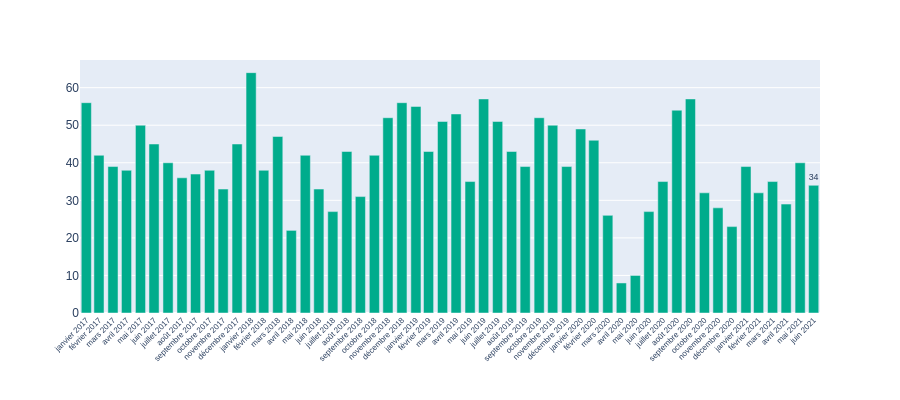 60
50
40
30
20
10
0
34
janvier 2017
février 2017
mars 2017
avril 2017
mai 2017
juin 2017
juillet 2017
août 2017
septembre 2017
octobre 2017
novembre 2017
décembre 2017
janvier 2018
février 2018
mars 2018
avril 2018
mai 2018
juin 2018
juillet 2018
août 2018
septembre 2018
octobre 2018
novembre 2018
décembre 2018
janvier 2019
février 2019
mars 2019
avril 2019
mai 2019
juin 2019
juillet 2019
août 2019
septembre 2019
octobre 2019
novembre 2019
décembre 2019
janvier 2020
février 2020
mars 2020
avril 2020
mai 2020
juin 2020
juillet 2020
août 2020
septembre 2020
octobre 2020
novembre 2020
décembre 2020
janvier 2021
février 2021
mars 2021
avril 2021
mai 2021
juin 2021